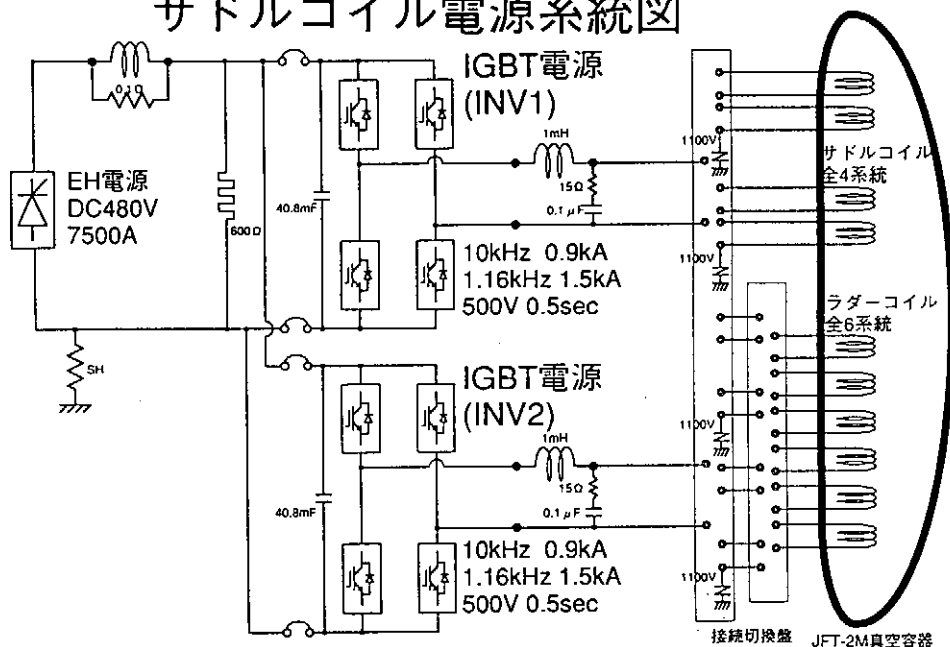 サドルコイル電源系統図
0.1Ω
EH電源
DC480V
7500A
600Ω
SH
IGBT電源
(INV1)
40.8mF
1mH
15Ω
0.1μF
10kHz 0.9kA
1.16kHz 1.5kA
500V 0.5sec
IGBT電源
(INV2)
40.8mF
1mH
15Ω
0.1μF
10kHz 0.9kA
1.16kHz 1.5kA
500V 0.5sec
1100V
1100V
1100V
1100V
サドルコイル
全4系統
ラダーコイル
全6系統
接続切換盤
JFT-2M真空容器